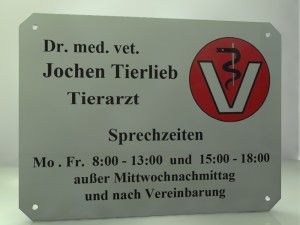 Dr. med. vet.
Jochen Tierlieb
Tierarzt
V
Sprechzeiten
Mo . Fr.  8:00 - 13:00  und  15:00 - 18:00
außer Mittwochnachmittag
und nach Vereinbarung